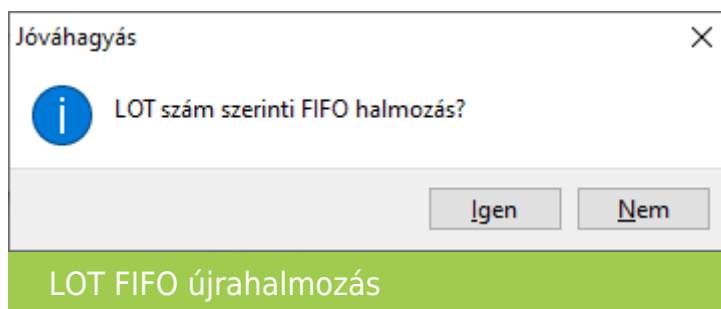 Jóváhagyás
LOT szám szerinti FIFO halmozás?
Igen
Nem
LOT FIFO újrahalmozás